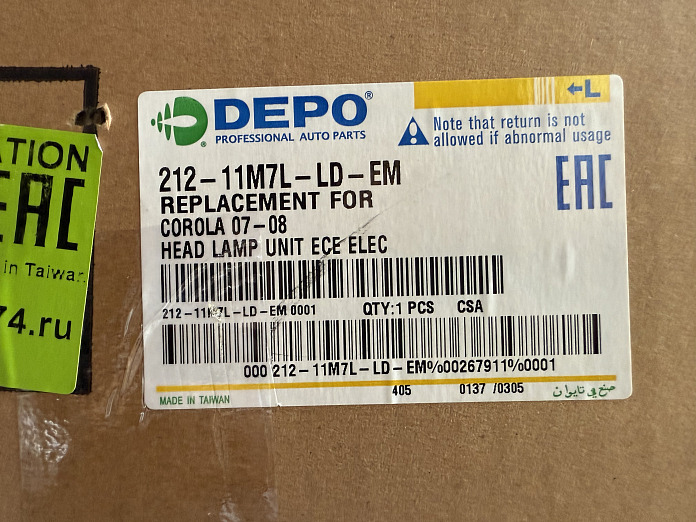 ATION
EAC
in Taiwan
74.ru
DEPO®
PROFESSIONAL AUTO PARTS
←L
Note that return is not
allowed if abnormal usage
212-11M7L-LD-EM
REPLACEMENT FOR
COROLA 07-08
HEAD LAMP UNIT ECE ELEC
EAC
212-11M7L-LD-EM 0001 QTY:1 PCS CSA
000 212-11M7L-LD-EM%00267911%0001
405 0137 /0305
MADE IN TAIWAN صنع في تايوان